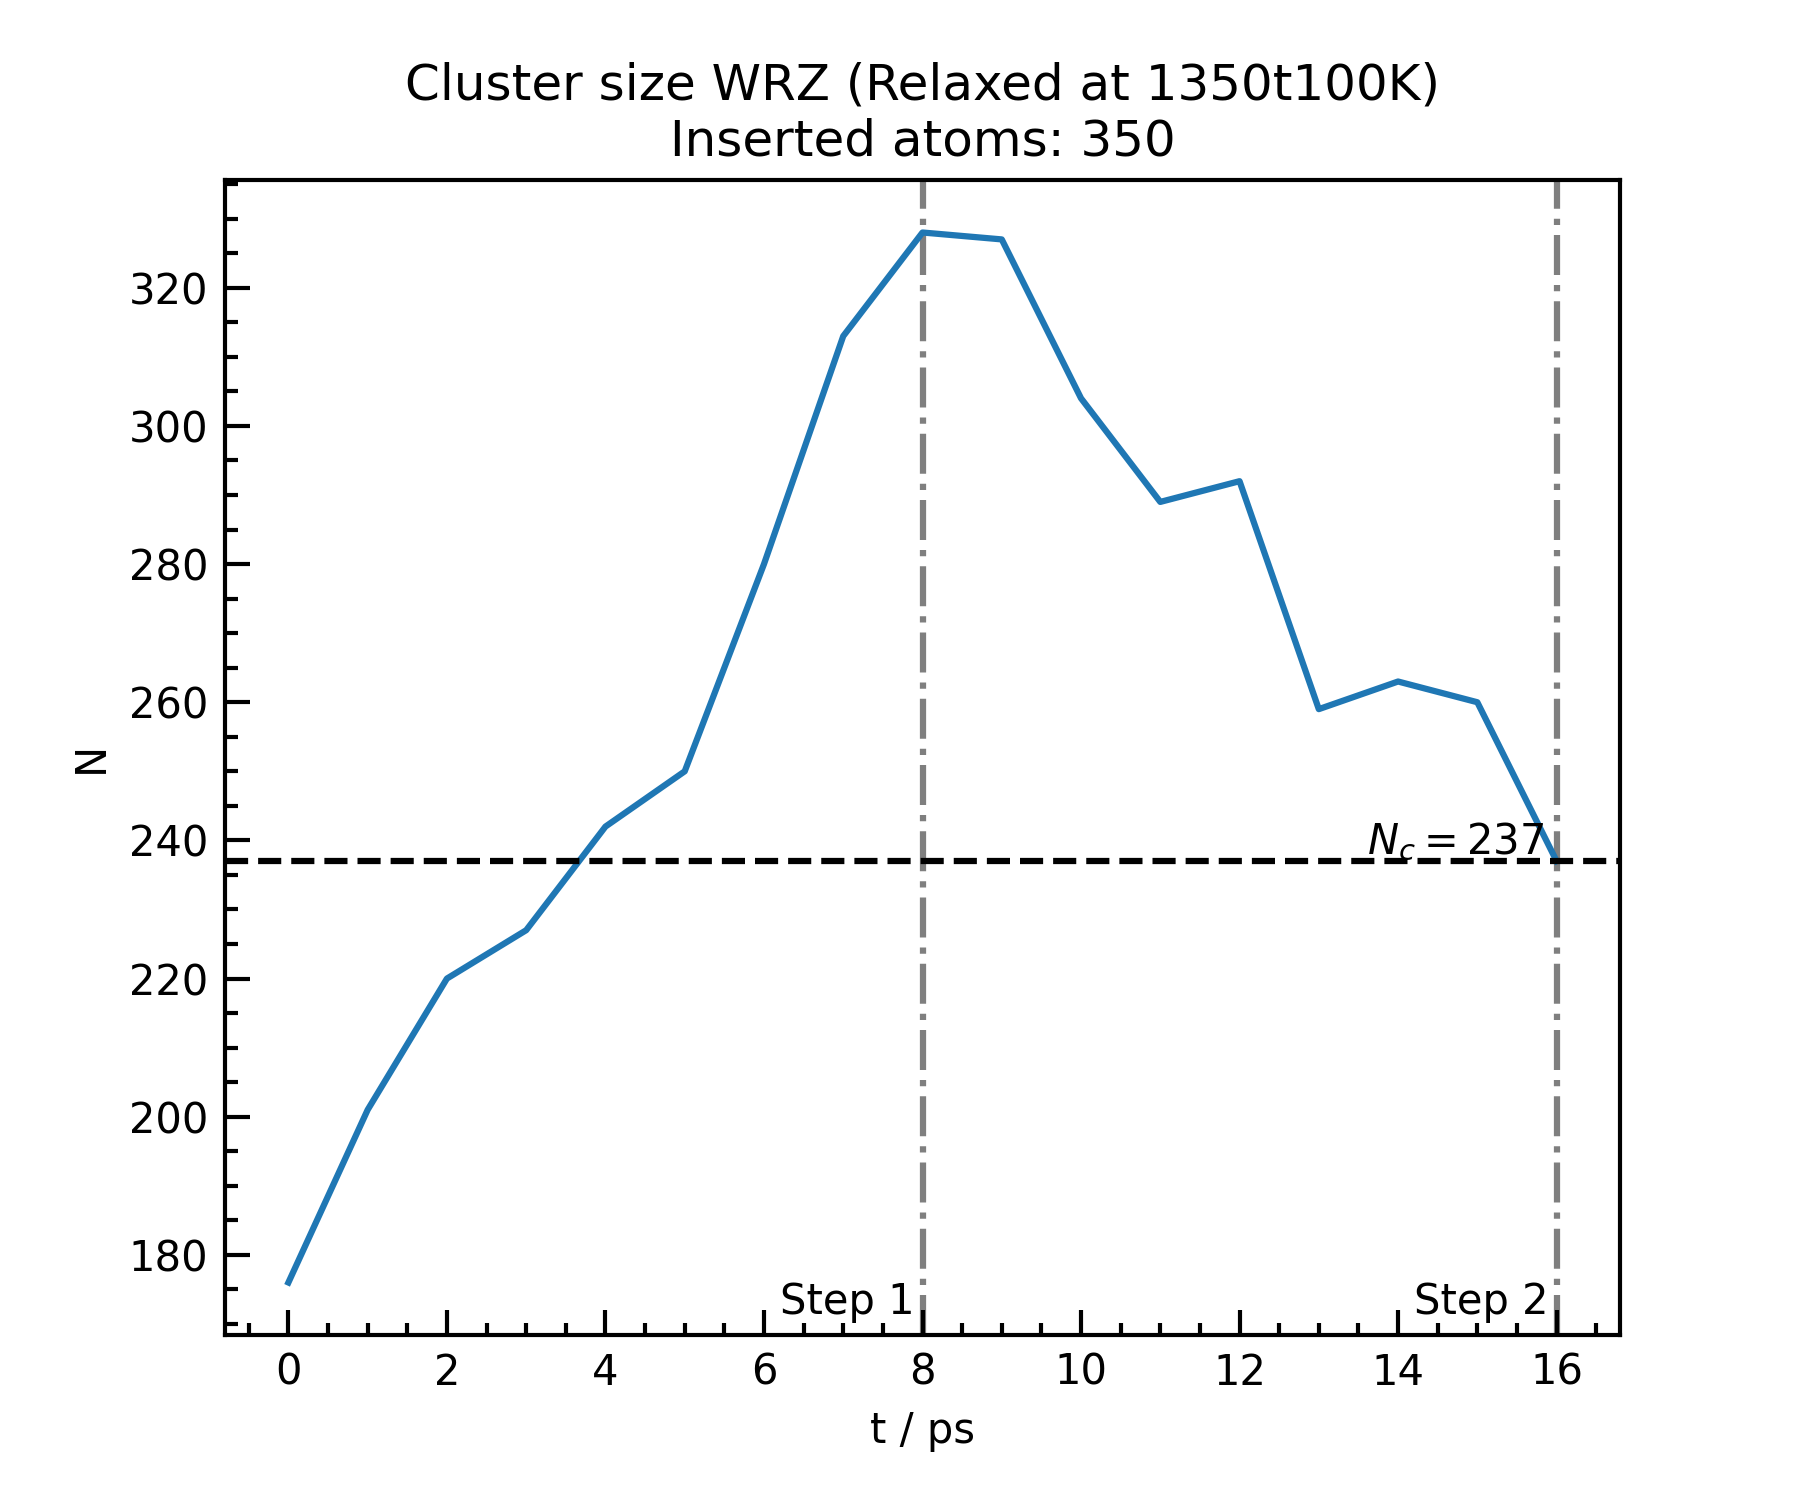 Cluster size WRZ (Relaxed at 1350t100K)
Inserted atoms: 350
320
300
280
260
240
220
200
180
N
N_c = 237
Step 1
Step 2
0 2 4 6 8 10 12 14 16
t / ps